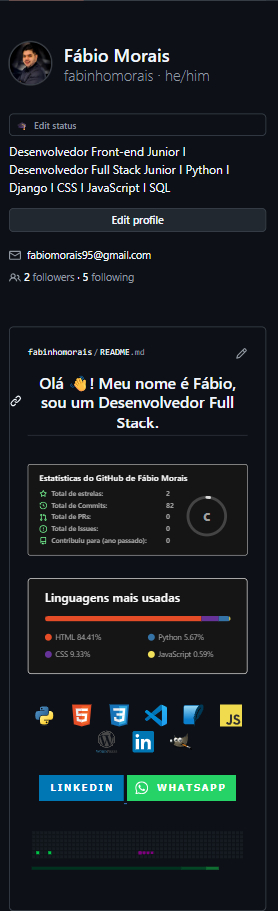 Fábio Morais
fabinhomorais · he/him
Edit status
Desenvolvedor Front-end Junior |
Desenvolvedor Full Stack Junior | Python |
Django | CSS | JavaScript | SQL
Edit profile
fabiomorais95@gmail.com
2 followers · 5 following
fabinhomorais/README.md
Olá 👋! Meu nome é Fábio,
sou um Desenvolvedor Full
Stack.
Estatísticas do GitHub de Fábio Morais
Total de estrelas: 2
Total de Commits: 82
Total de PRs: 0
Total de Issues: 0
Contribuiu para (ano passado): 0
C
Linguagens mais usadas
HTML 84.41% Python 5.67%
CSS 9.33% JavaScript 0.59%
JS
LINKEDIN WHATSAPP